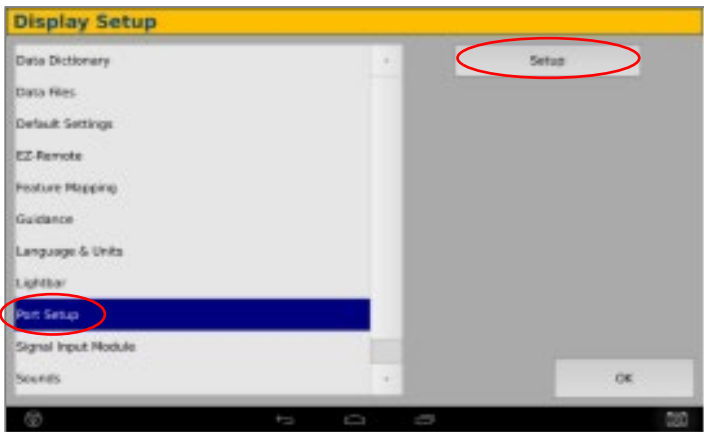 Display Setup
Data Dictionary
Setup
Data Files
Default Settings
EZ-Remote
Feature Mapping
Guidance
Language & Units
Lightbar
Port Setup
Signal Input Module
Sounds
OK